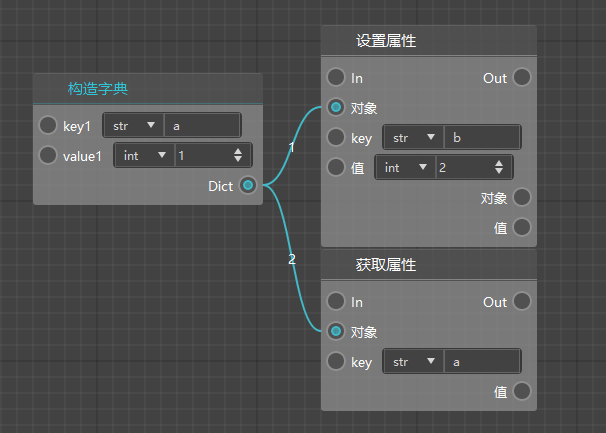 构造字典
key1 str a
value1 int 1
Dict
1
2
设置属性
In Out
对象
key str b
值 int 2
对象
值
获取属性
In Out
对象
key str a
值